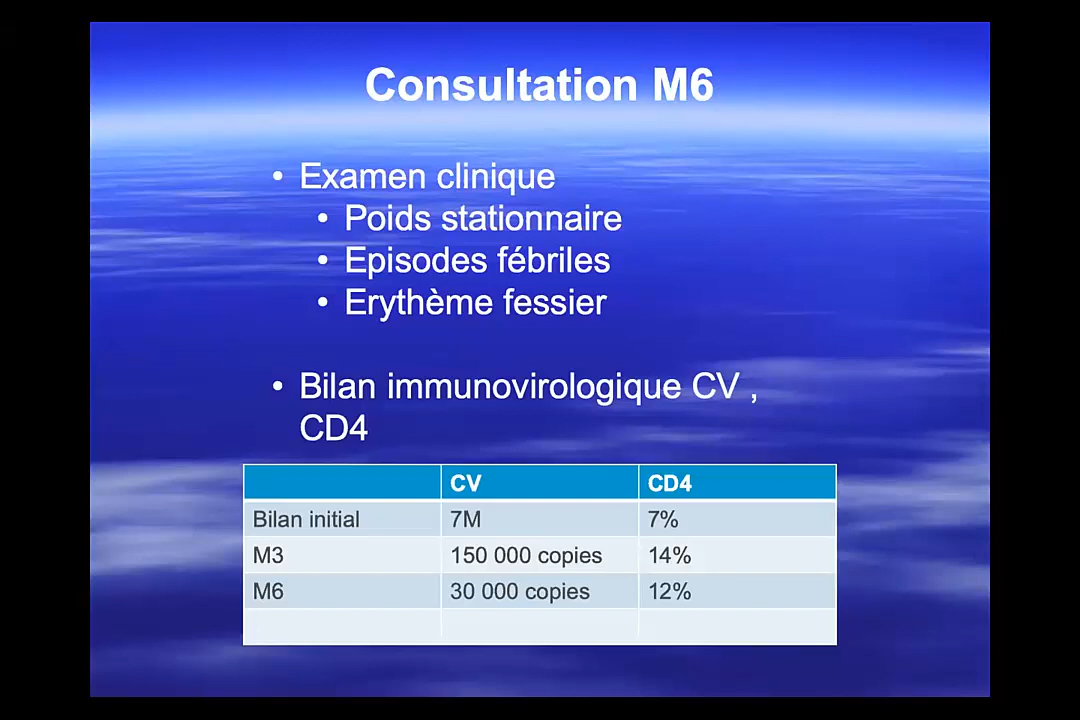 Consultation M6
• Examen clinique
• Poids stationnaire
• Episodes fébriles
• Erythème fessier
• Bilan immunovirologique CV ,
CD4
CV CD4
Bilan initial 7M 7%
M3 150 000 copies 14%
M6 30 000 copies 12%